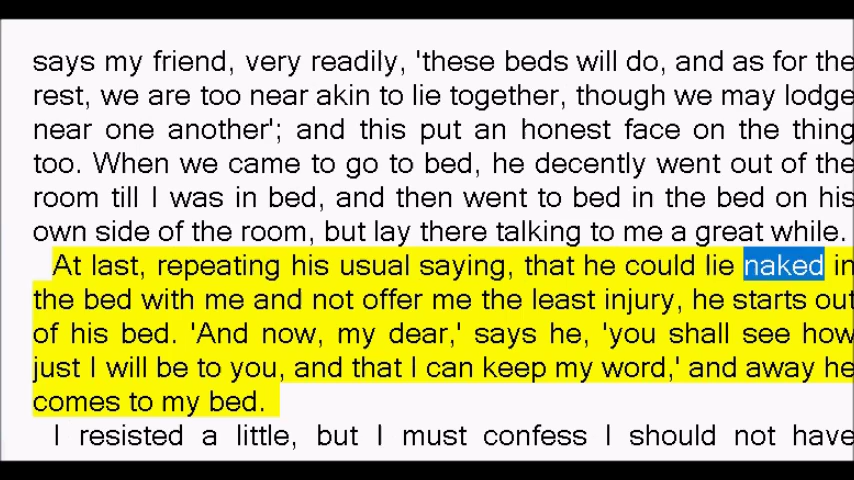 says my friend, very readily, 'these beds will do, and as for the
rest, we are too near akin to lie together, though we may lodge
near one another'; and this put an honest face on the thing
too. When we came to go to bed, he decently went out of the
room till I was in bed, and then went to bed in the bed on his
own side of the room, but lay there talking to me a great while.
At last, repeating his usual saying, that he could lie naked in
the bed with me and not offer me the least injury, he starts out
of his bed. 'And now, my dear,' says he, 'you shall see how
just I will be to you, and that I can keep my word,' and away he
comes to my bed.
I resisted a little, but I must confess I should not have